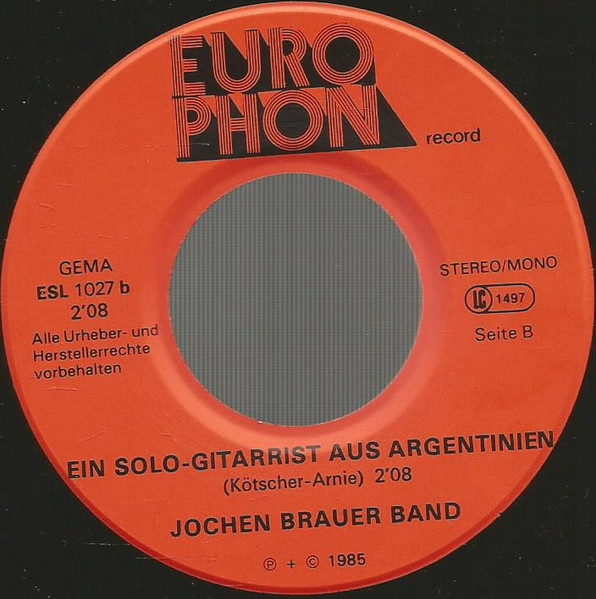 EURO
PHON
record
GEMA
ESL 1027 b
2'08
Alle Urheber- und
Herstellerrechte
vorbehalten
STEREO/MONO
LC 1497
Seite B
EIN SOLO-GITARRIST AUS ARGENTINIEN
(Kötscher-Arnie) 2'08
JOCHEN BRAUER BAND
℗ + © 1985